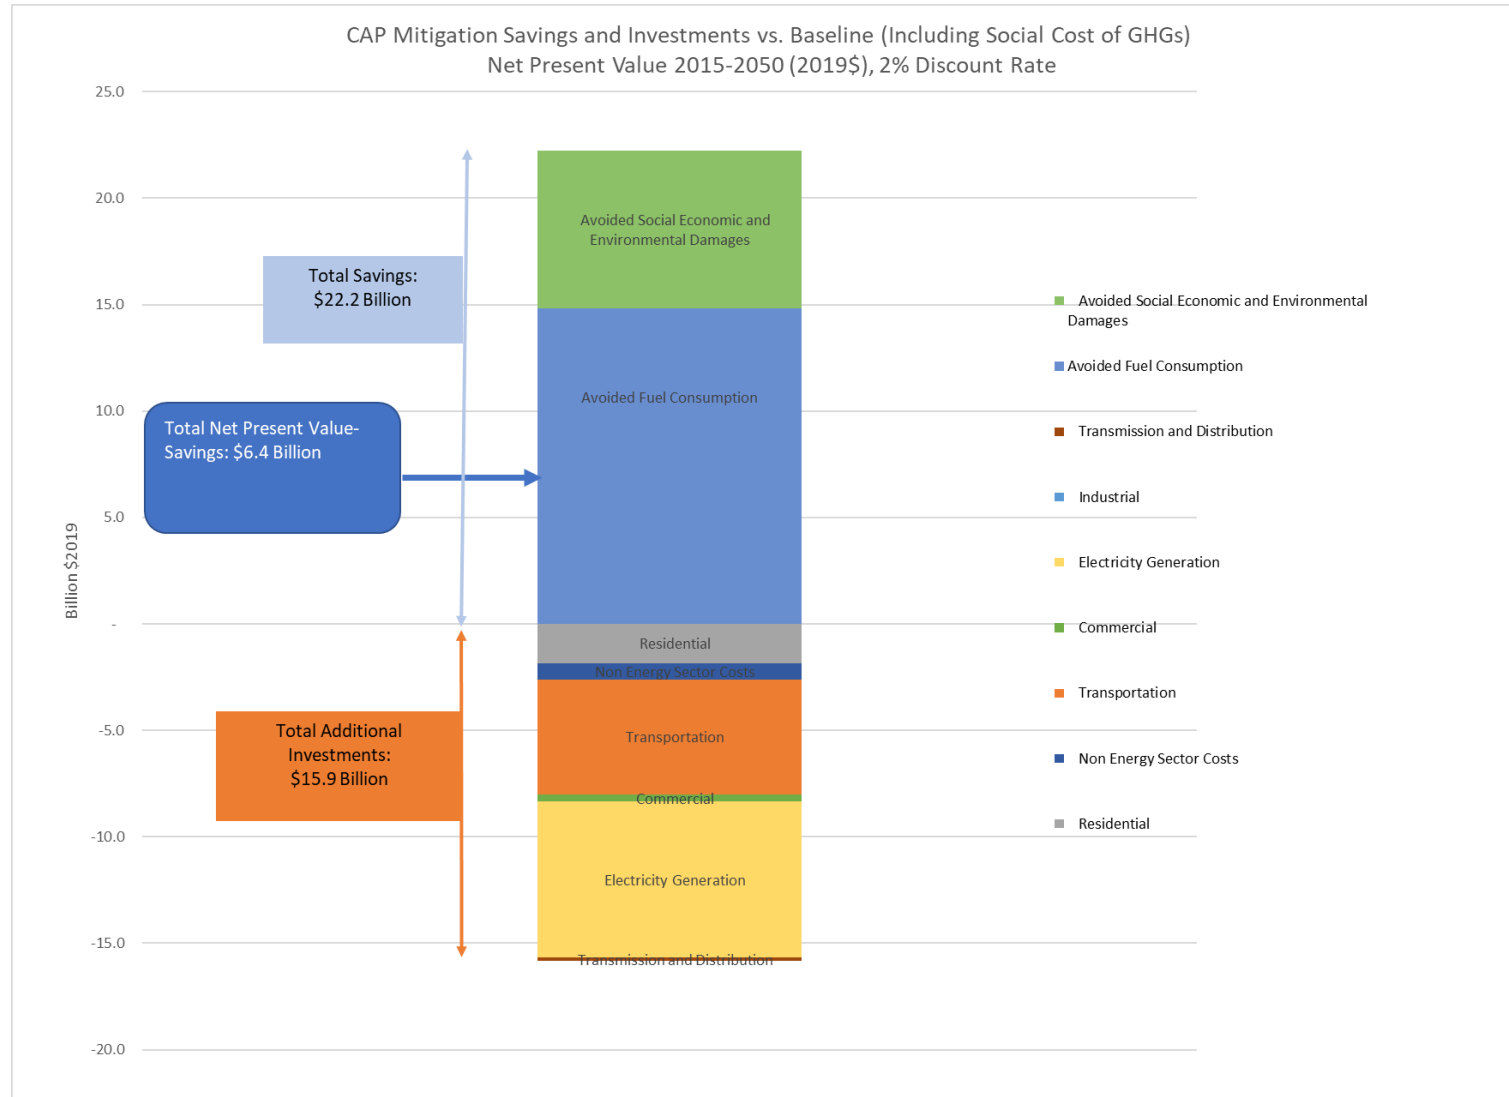 CAP Mitigation Savings and Investments vs. Baseline (Including Social Cost of GHGs)
Net Present Value 2015-2050 (2019$), 2% Discount Rate
25.0
20.0
15.0
10.0
5.0
-
-5.0
-10.0
-15.0
-20.0
Billion $2019
Total Savings:
$22.2 Billion
Total Net Present Value-
Savings: $6.4 Billion
Total Additional
Investments:
$15.9 Billion
Avoided Social Economic and
Environmental Damages
Avoided Fuel Consumption
Residential
Non Energy Sector Costs
Transportation
Commercial
Electricity Generation
Transmission and Distribution
Avoided Social Economic and Environmental
Damages
Avoided Fuel Consumption
Transmission and Distribution
Industrial
Electricity Generation
Commercial
Transportation
Non Energy Sector Costs
Residential